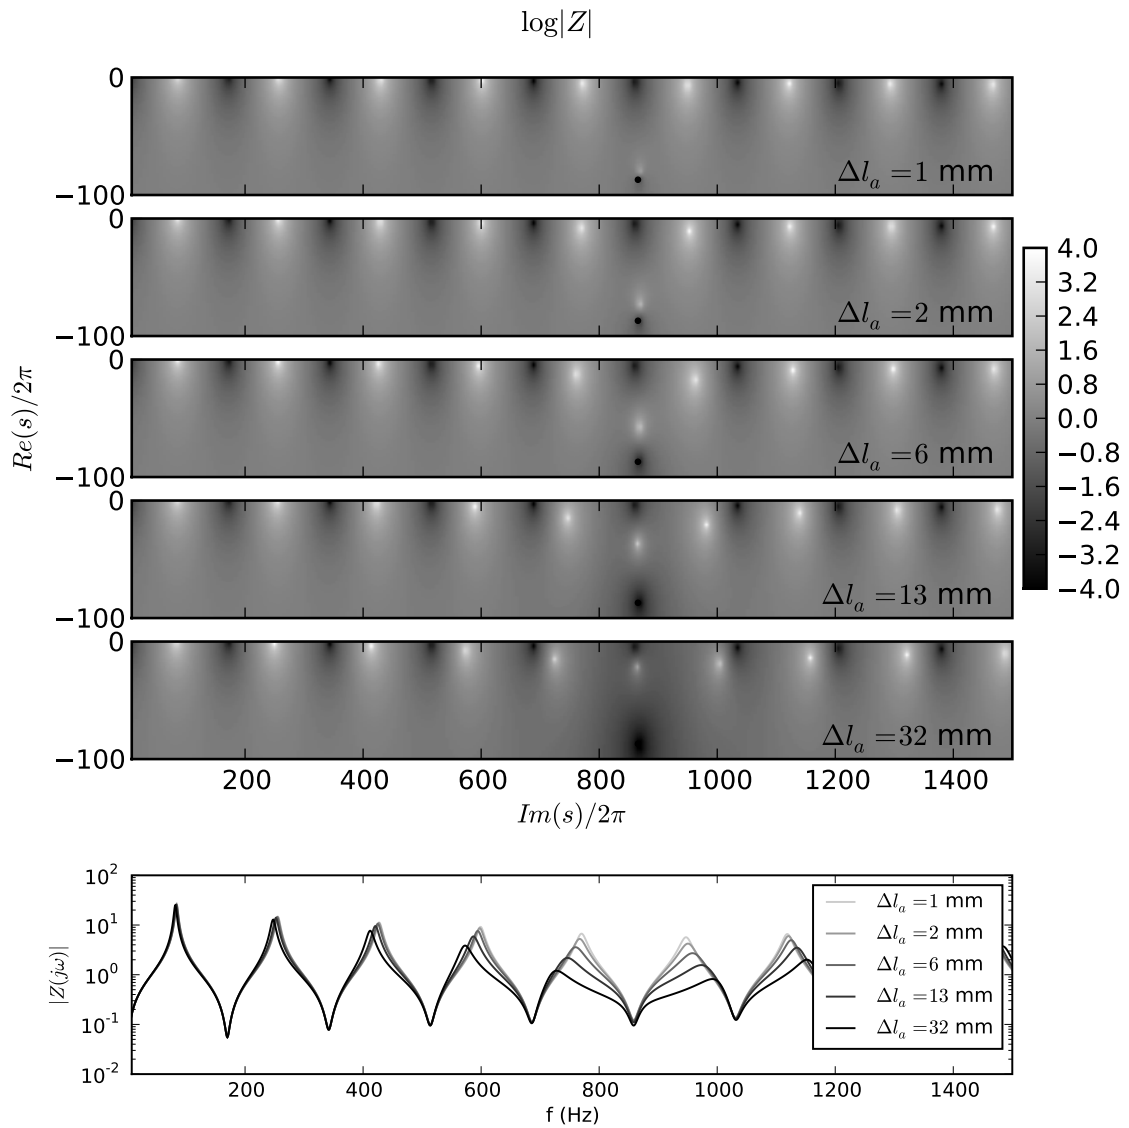 log|Z|
0
−100
Δl_a =1 mm
0
−100
Δl_a =2 mm
0
−100
Δl_a =6 mm
0
−100
Δl_a =13 mm
0
−100
Δl_a =32 mm
Re(s)/2π
200 400 600 800 1000 1200 1400
Im(s)/2π
4.0
3.2
2.4
1.6
0.8
0.0
−0.8
−1.6
−2.4
−3.2
−4.0
|Z(jω)|
10^2
10^1
10^0
10^-1
10^-2
Δl_a =1 mm
Δl_a =2 mm
Δl_a =6 mm
Δl_a =13 mm
Δl_a =32 mm
200 400 600 800 1000 1200 1400
f (Hz)